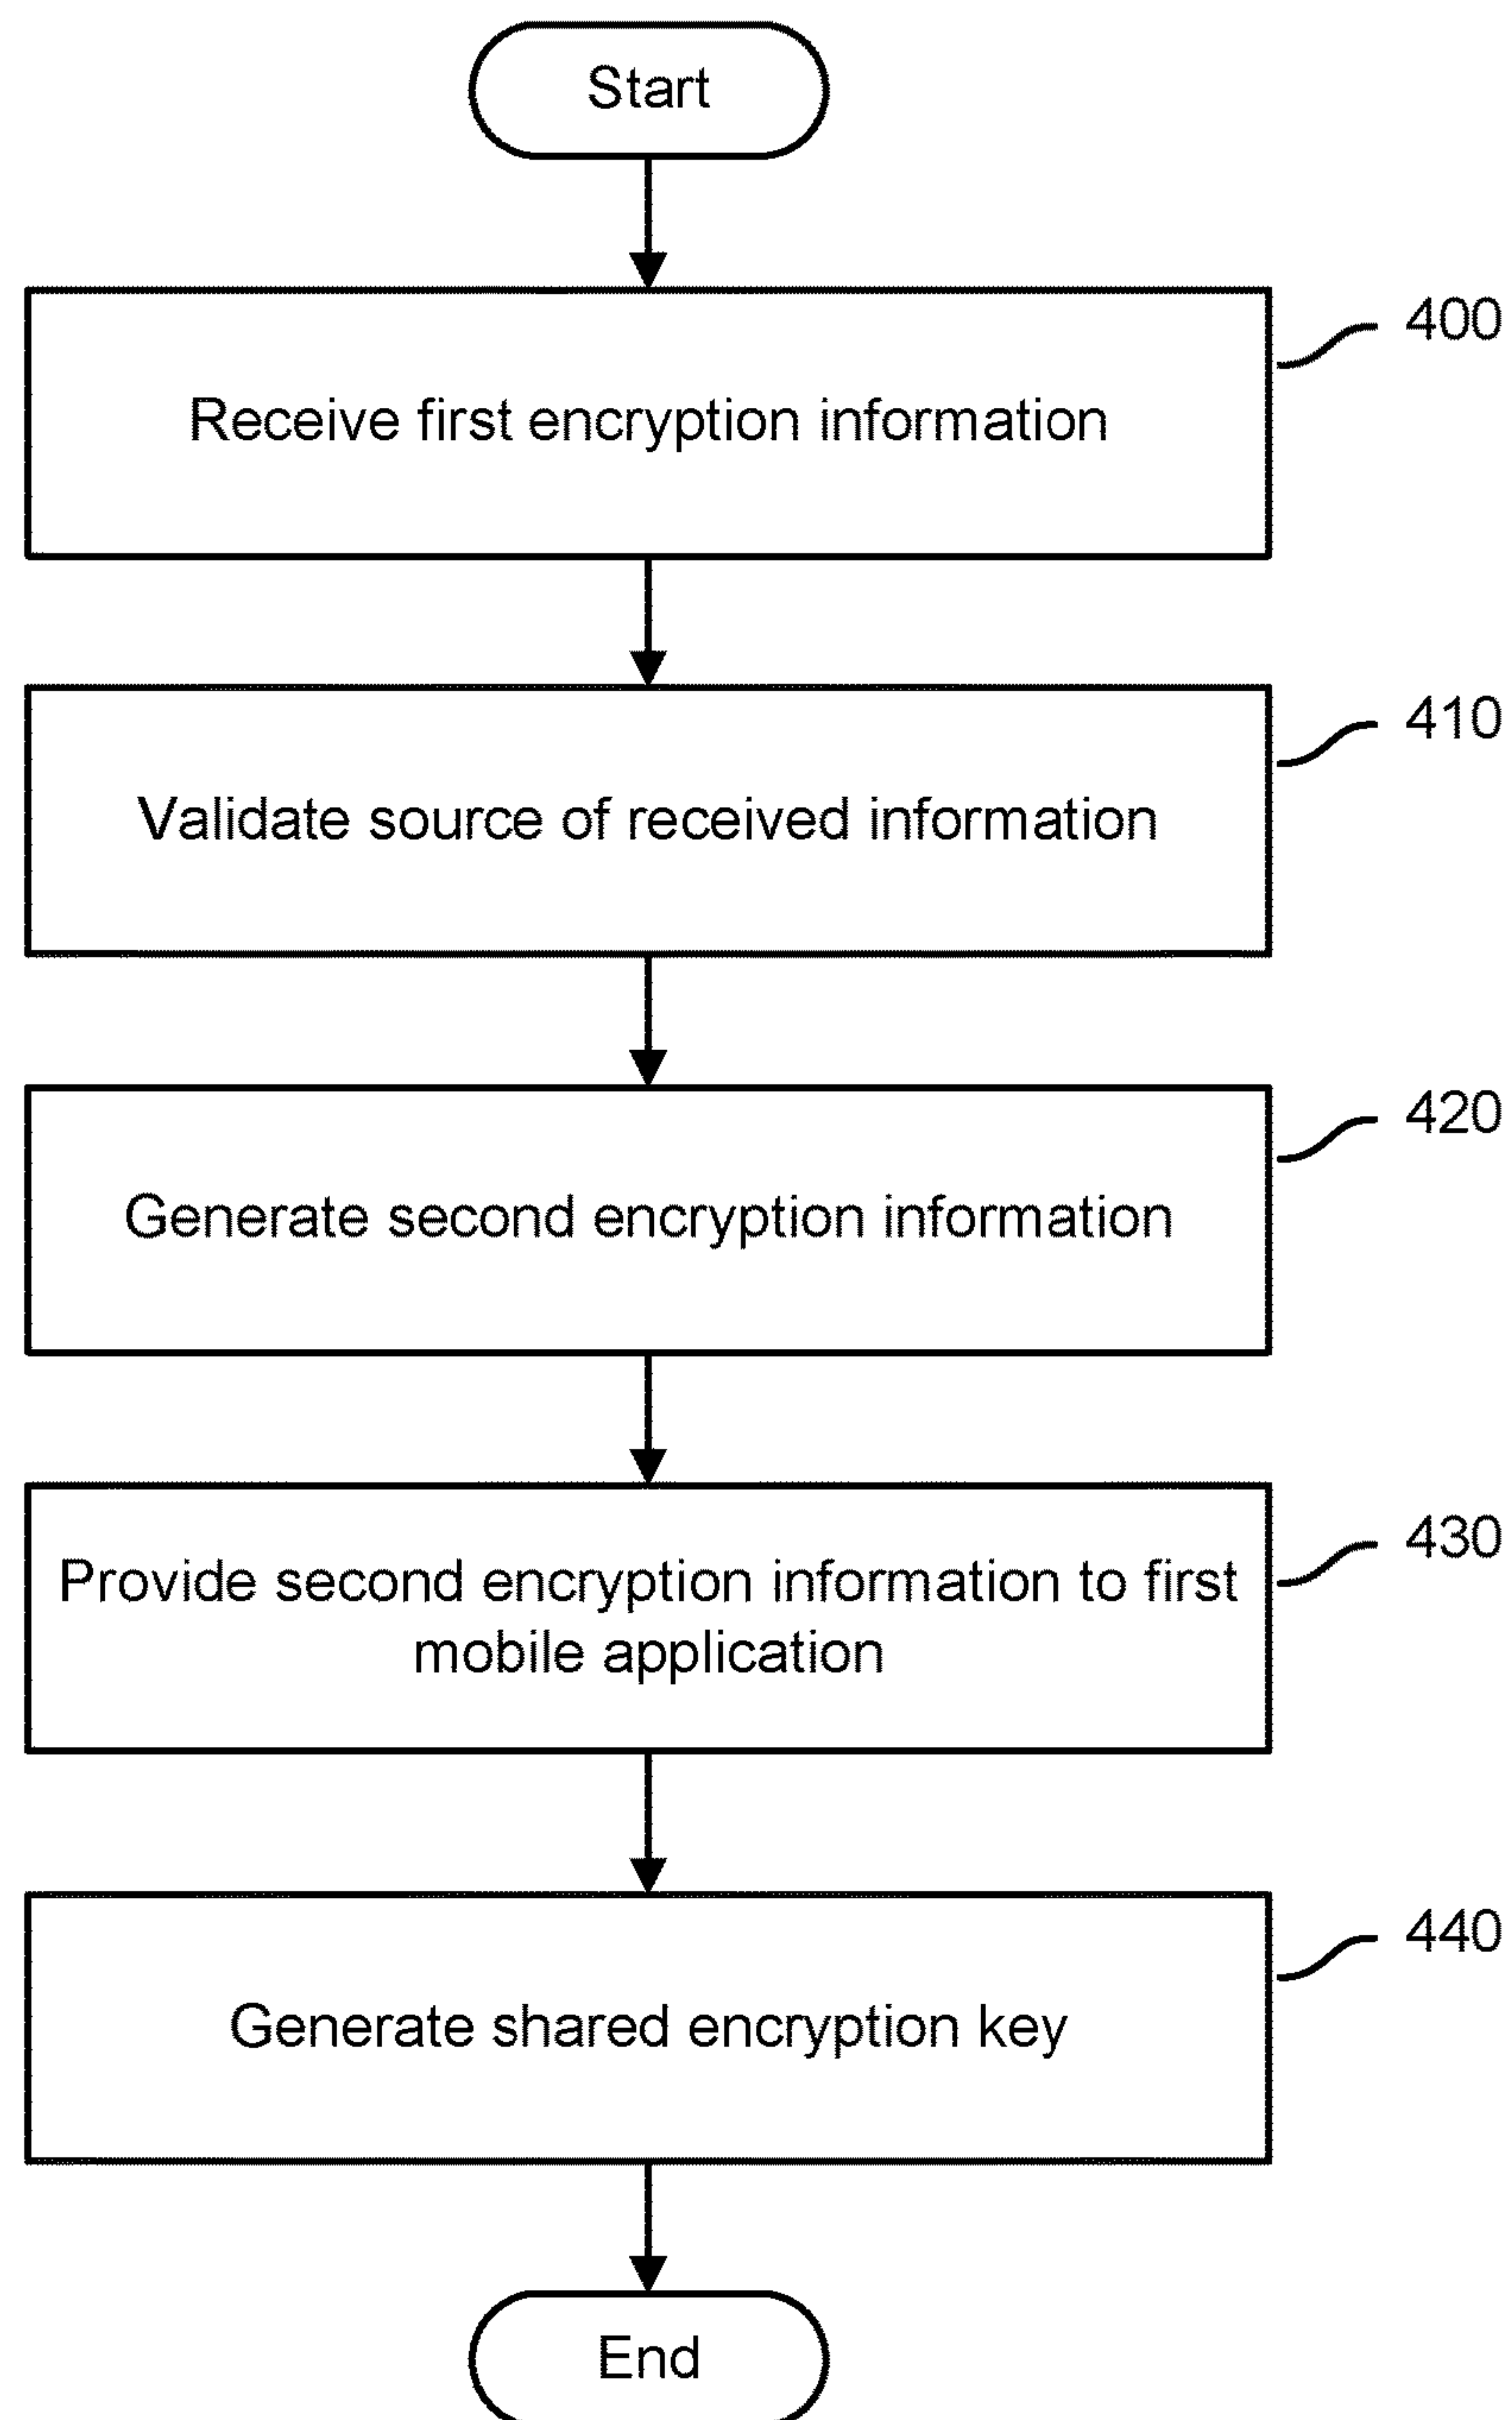 Start
400
Receive first encryption information
410
Validate source of received information
420
Generate second encryption information
430
Provide second encryption information to first
mobile application
440
Generate shared encryption key
End